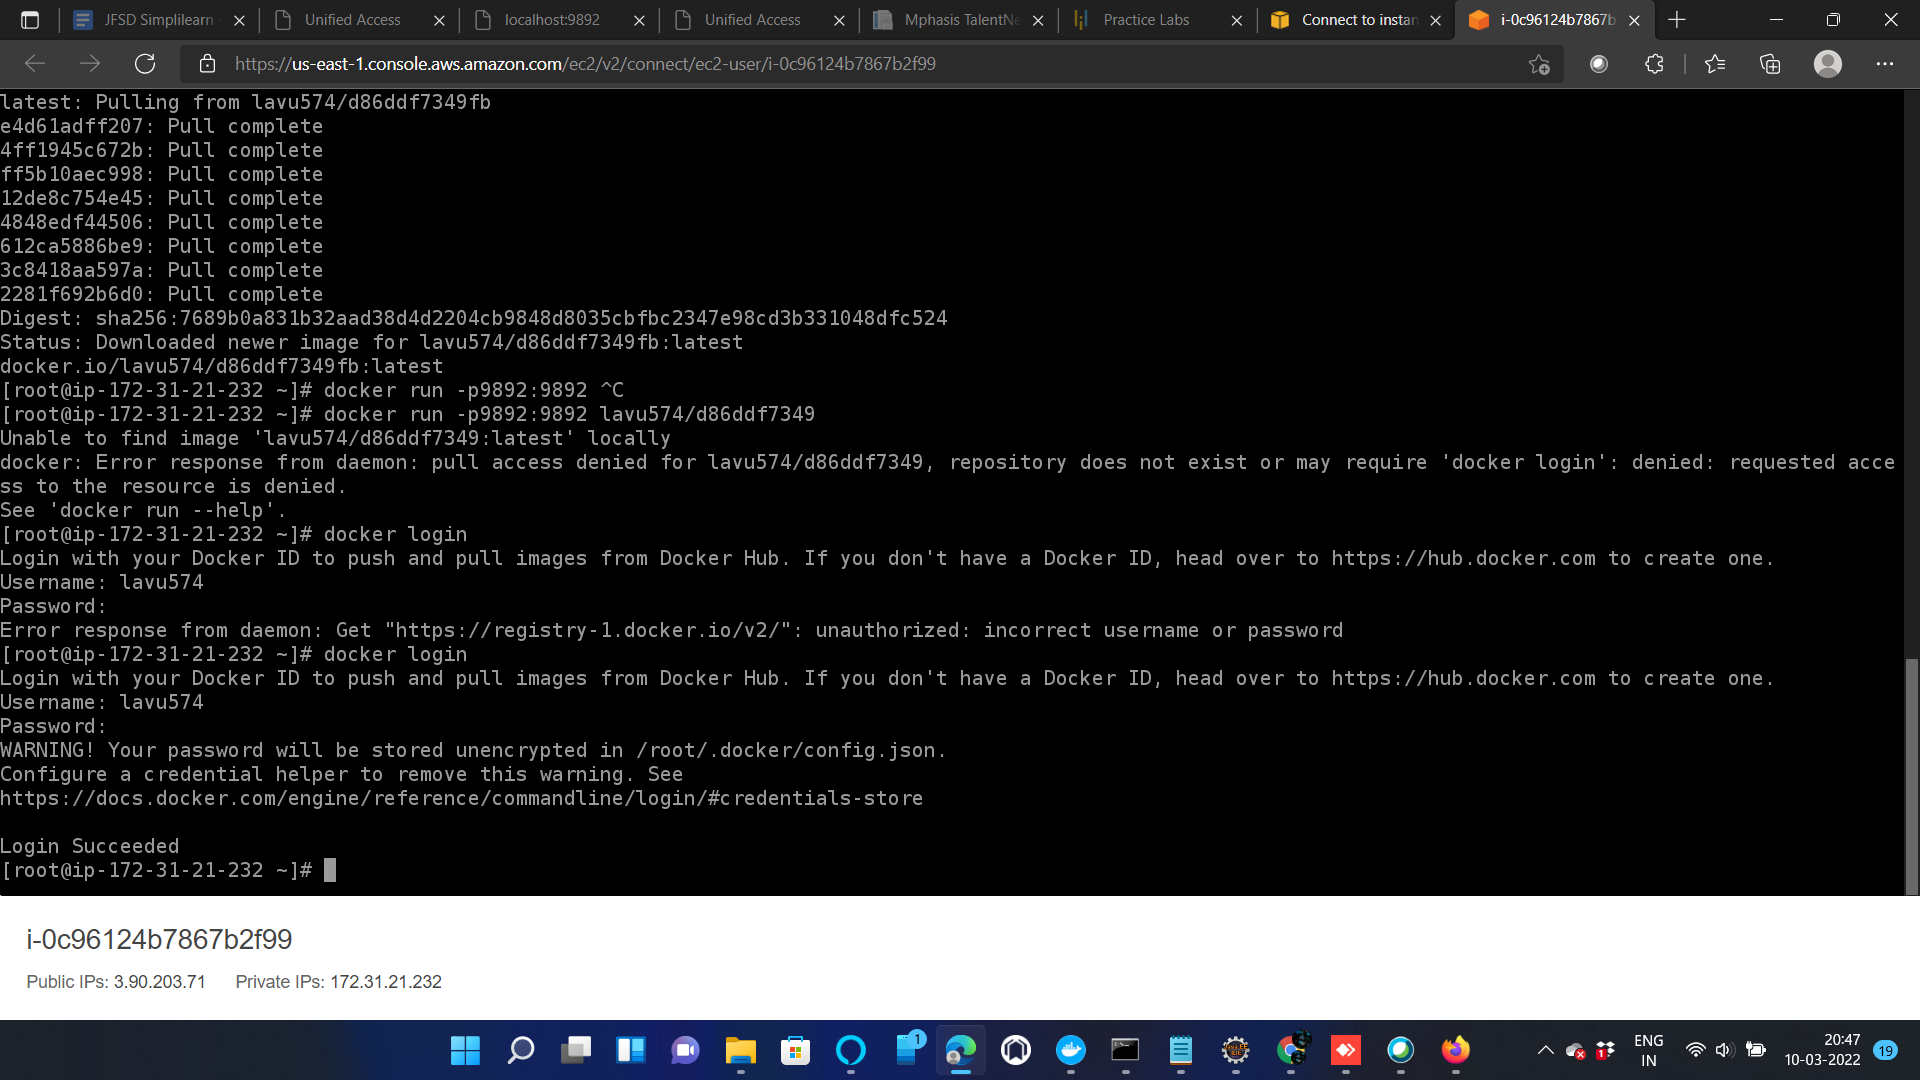 JFSD Simplilearn -
Unified Access
localhost:9892
Unified Access
Mphasis TalentNe
Practice Labs
Connect to instan
i-0c96124b7867b
https://us-east-1.console.aws.amazon.com/ec2/v2/connect/ec2-user/i-0c96124b7867b2f99
latest: Pulling from lavu574/d86ddf7349fb
e4d61adff207: Pull complete
4ff1945c672b: Pull complete
ff5b10aec998: Pull complete
12de8c754e45: Pull complete
4848edf44506: Pull complete
612ca5886be9: Pull complete
3c8418aa597a: Pull complete
2281f692b6d0: Pull complete
Digest: sha256:7689b0a831b32aad38d4d2204cb9848d8035cbfbc2347e98cd3b331048dfc524
Status: Downloaded newer image for lavu574/d86ddf7349fb:latest
docker.io/lavu574/d86ddf7349fb:latest
[root@ip-172-31-21-232 ~]# docker run -p9892:9892 ^C
[root@ip-172-31-21-232 ~]# docker run -p9892:9892 lavu574/d86ddf7349
Unable to find image 'lavu574/d86ddf7349:latest' locally
docker: Error response from daemon: pull access denied for lavu574/d86ddf7349, repository does not exist or may require 'docker login': denied: requested acce
ss to the resource is denied.
See 'docker run --help'.
[root@ip-172-31-21-232 ~]# docker login
Login with your Docker ID to push and pull images from Docker Hub. If you don't have a Docker ID, head over to https://hub.docker.com to create one.
Username: lavu574
Password:
Error response from daemon: Get "https://registry-1.docker.io/v2/": unauthorized: incorrect username or password
[root@ip-172-31-21-232 ~]# docker login
Login with your Docker ID to push and pull images from Docker Hub. If you don't have a Docker ID, head over to https://hub.docker.com to create one.
Username: lavu574
Password:
WARNING! Your password will be stored unencrypted in /root/.docker/config.json.
Configure a credential helper to remove this warning. See
https://docs.docker.com/engine/reference/commandline/login/#credentials-store
Login Succeeded
[root@ip-172-31-21-232 ~]#
i-0c96124b7867b2f99
Public IPs: 3.90.203.71 Private IPs: 172.31.21.232
1
1
ENG
IN
20:47
10-03-2022
19